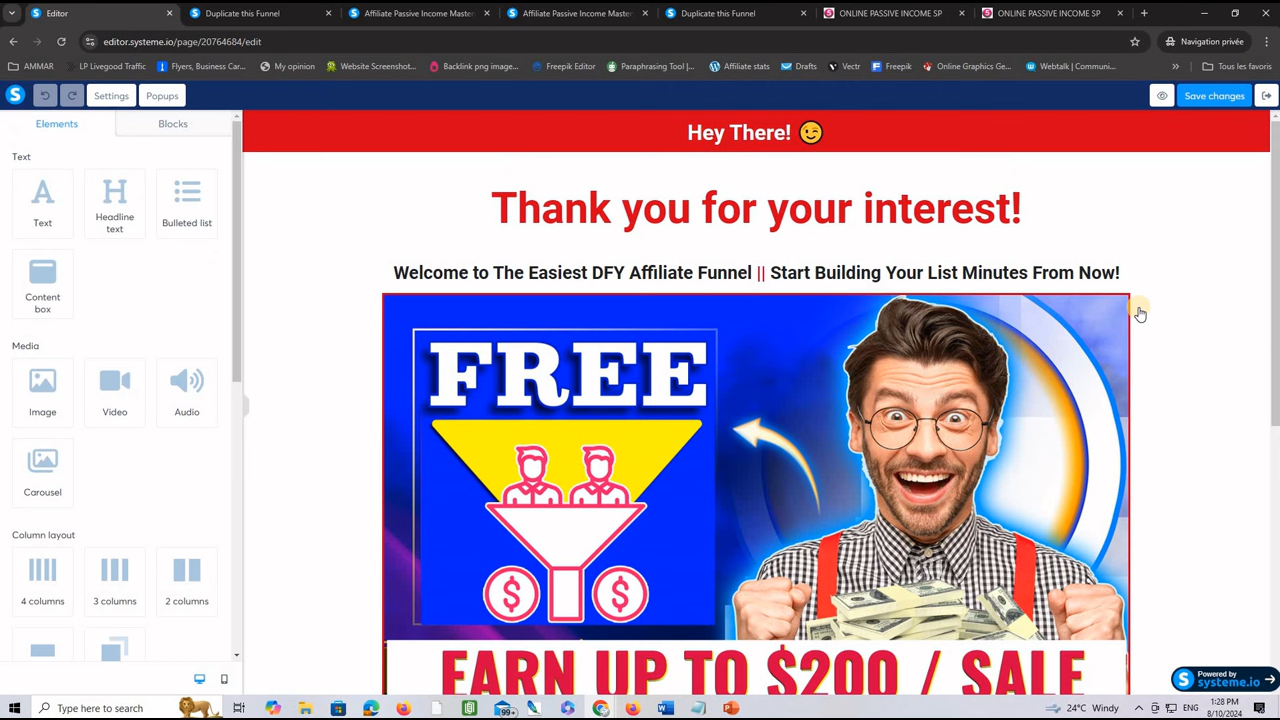 Editor
Duplicate this Funnel
Affiliate Passive Income Master
Affiliate Passive Income Maste
Duplicate this Funnel
ONLINE PASSIVE INCOME SP
ONLINE PASSIVE INCOME SP
editor.systeme.io/page/20764684/edit
Navigation privée
AMMAR
LP Livegood Traffic
Flyers, Business Car...
My opinion
Website Screenshot...
Backlink png image...
Freepik Editor
Paraphrasing Tool |...
Affiliate stats
Drafts
Vectr
Freepik
Online Graphics Ge...
Webtalk | Communi...
Tous les favoris
Settings
Popups
Save changes
Elements
Blocks
Hey There! 😉
Text
Text
Headline text
Bulleted list
Content box
Media
Image
Video
Audio
Carousel
Column layout
4 columns
3 columns
2 columns
Thank you for your interest!
Welcome to The Easiest DFY Affiliate Funnel || Start Building Your List Minutes From Now!
FREE
EARN UP TO $200 / SALE
Powered by
systeme.io
Type here to search
99+
24°C Windy
ENG
1:28 PM
8/10/2024